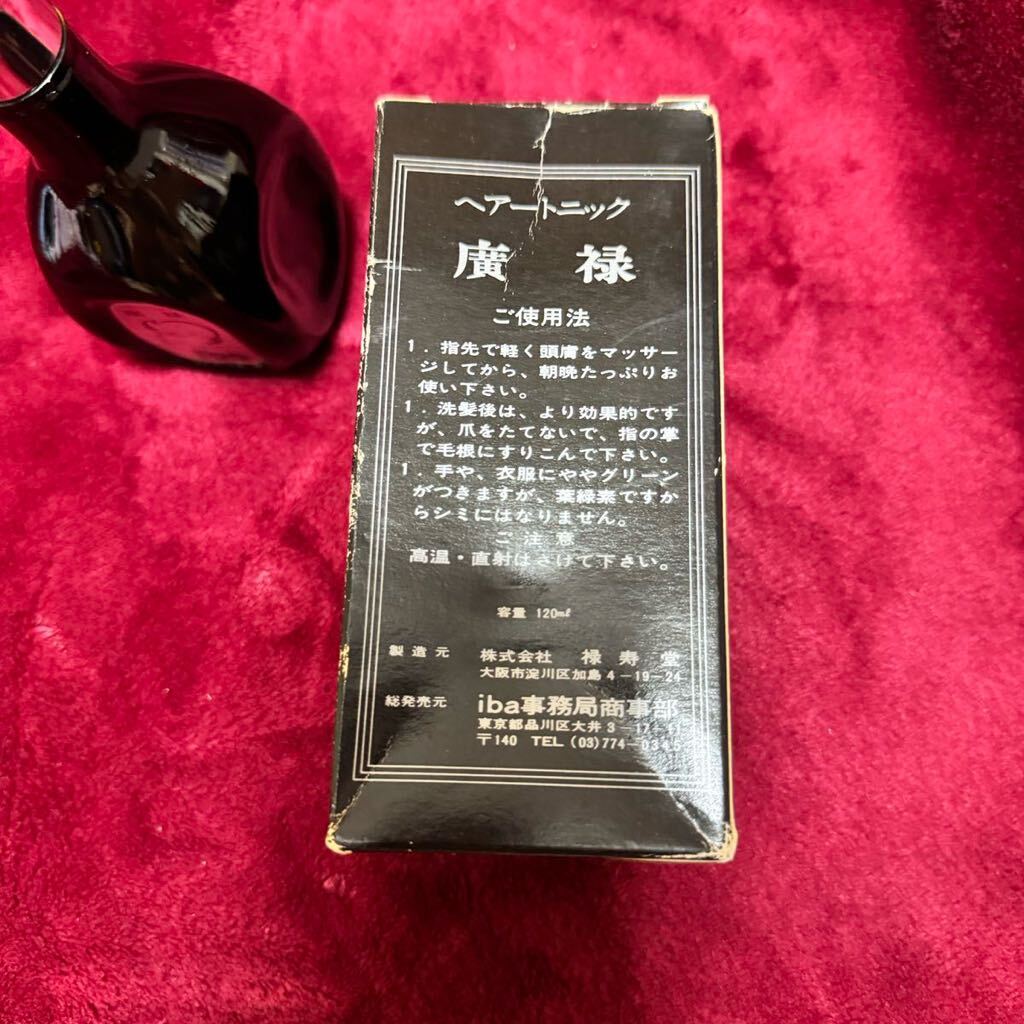 ヘアートニック
廣禄
ご使用法
1．指先で軽く頭膚をマッサー
ジしてから、朝晩たっぷりお
使い下さい。
1．洗髪後は、より効果的です
が、爪をたてないで、指の掌
で毛根にすりこんで下さい。
1．手や、衣服にややグリーン
がつきますが、葉緑素ですか
らシミにはなりません。
ご注意
高温・直射はさけて下さい。
容量 120ml
製造元 株式会社 禄寿堂
大阪市淀川区加島4-19-24
総発売元 iba事務局商事部
東京都品川区大井3-17-
〒140 TEL (03)774-0345